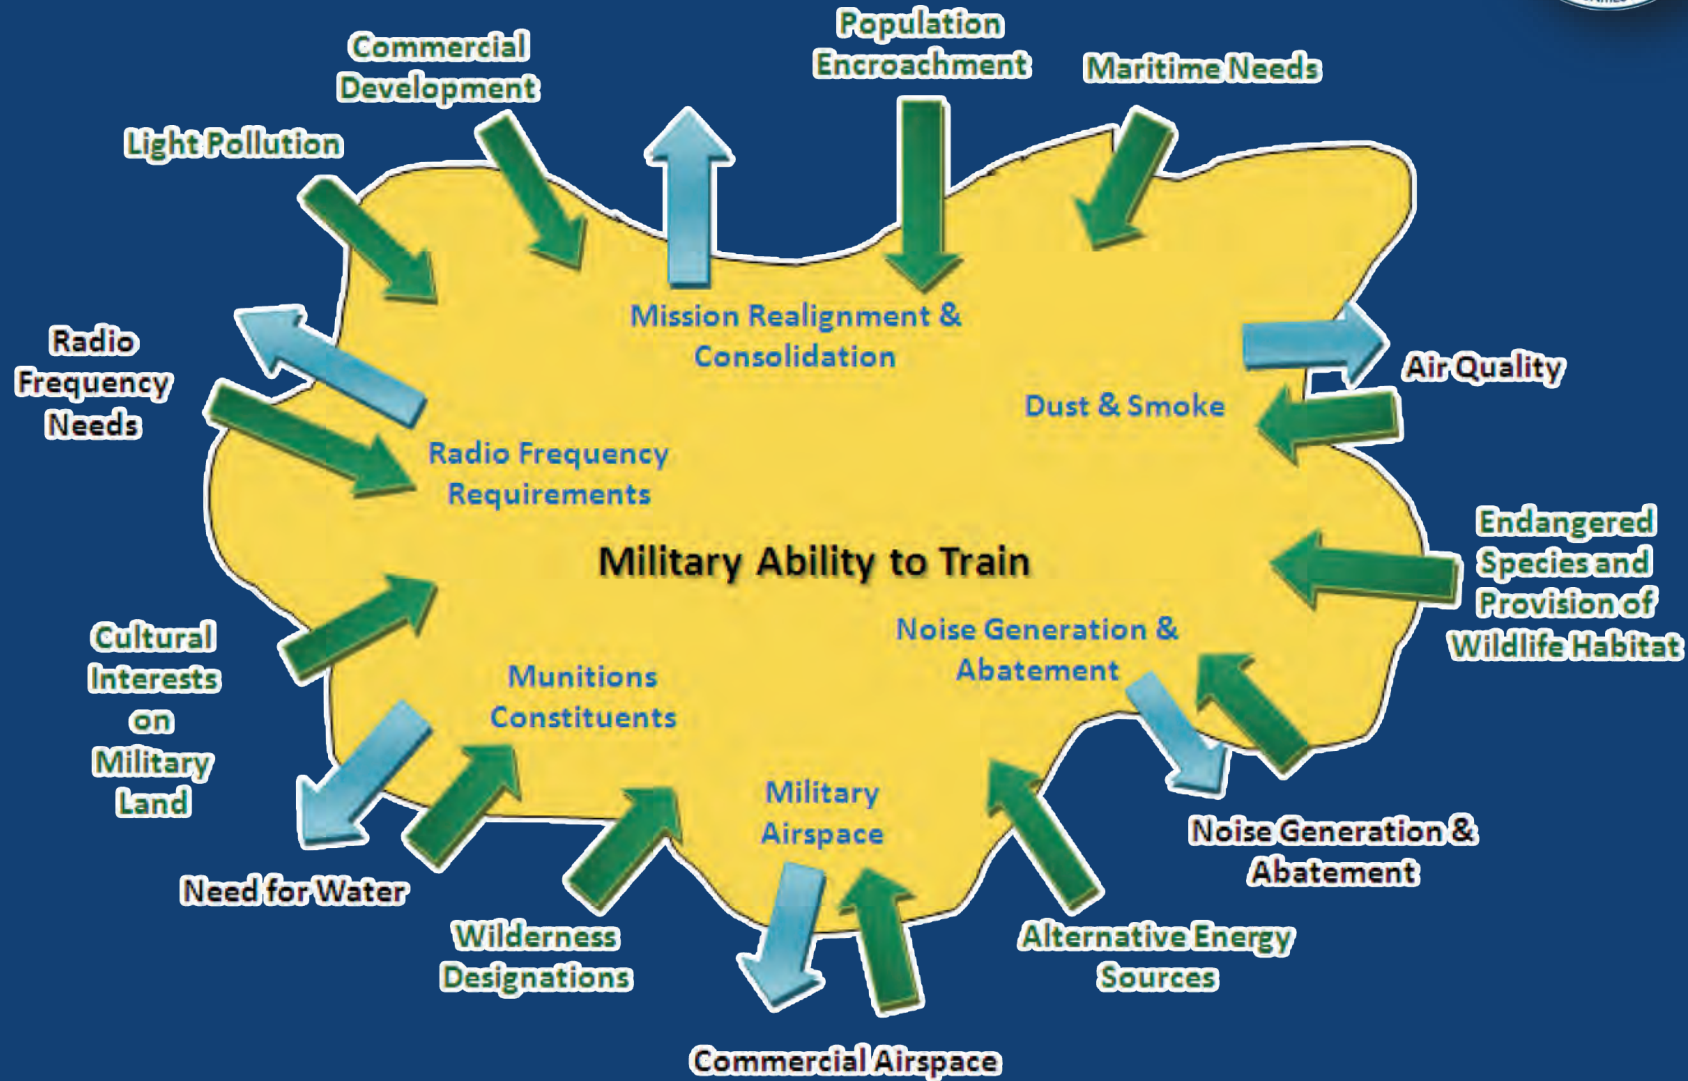 Commercial
Development
Population
Encroachment
Maritime Needs
Light Pollution
Mission Realignment &
Consolidation
Radio
Frequency
Needs
Air Quality
Dust & Smoke
Radio Frequency
Requirements
Military Ability to Train
Endangered
Species and
Provision of
Wildlife Habitat
Cultural
Interests
on
Military
Land
Noise Generation &
Abatement
Munitions
Constituents
Military
Airspace
Noise Generation &
Abatement
Need for Water
Wilderness
Designations
Alternative Energy
Sources
Commercial Airspace